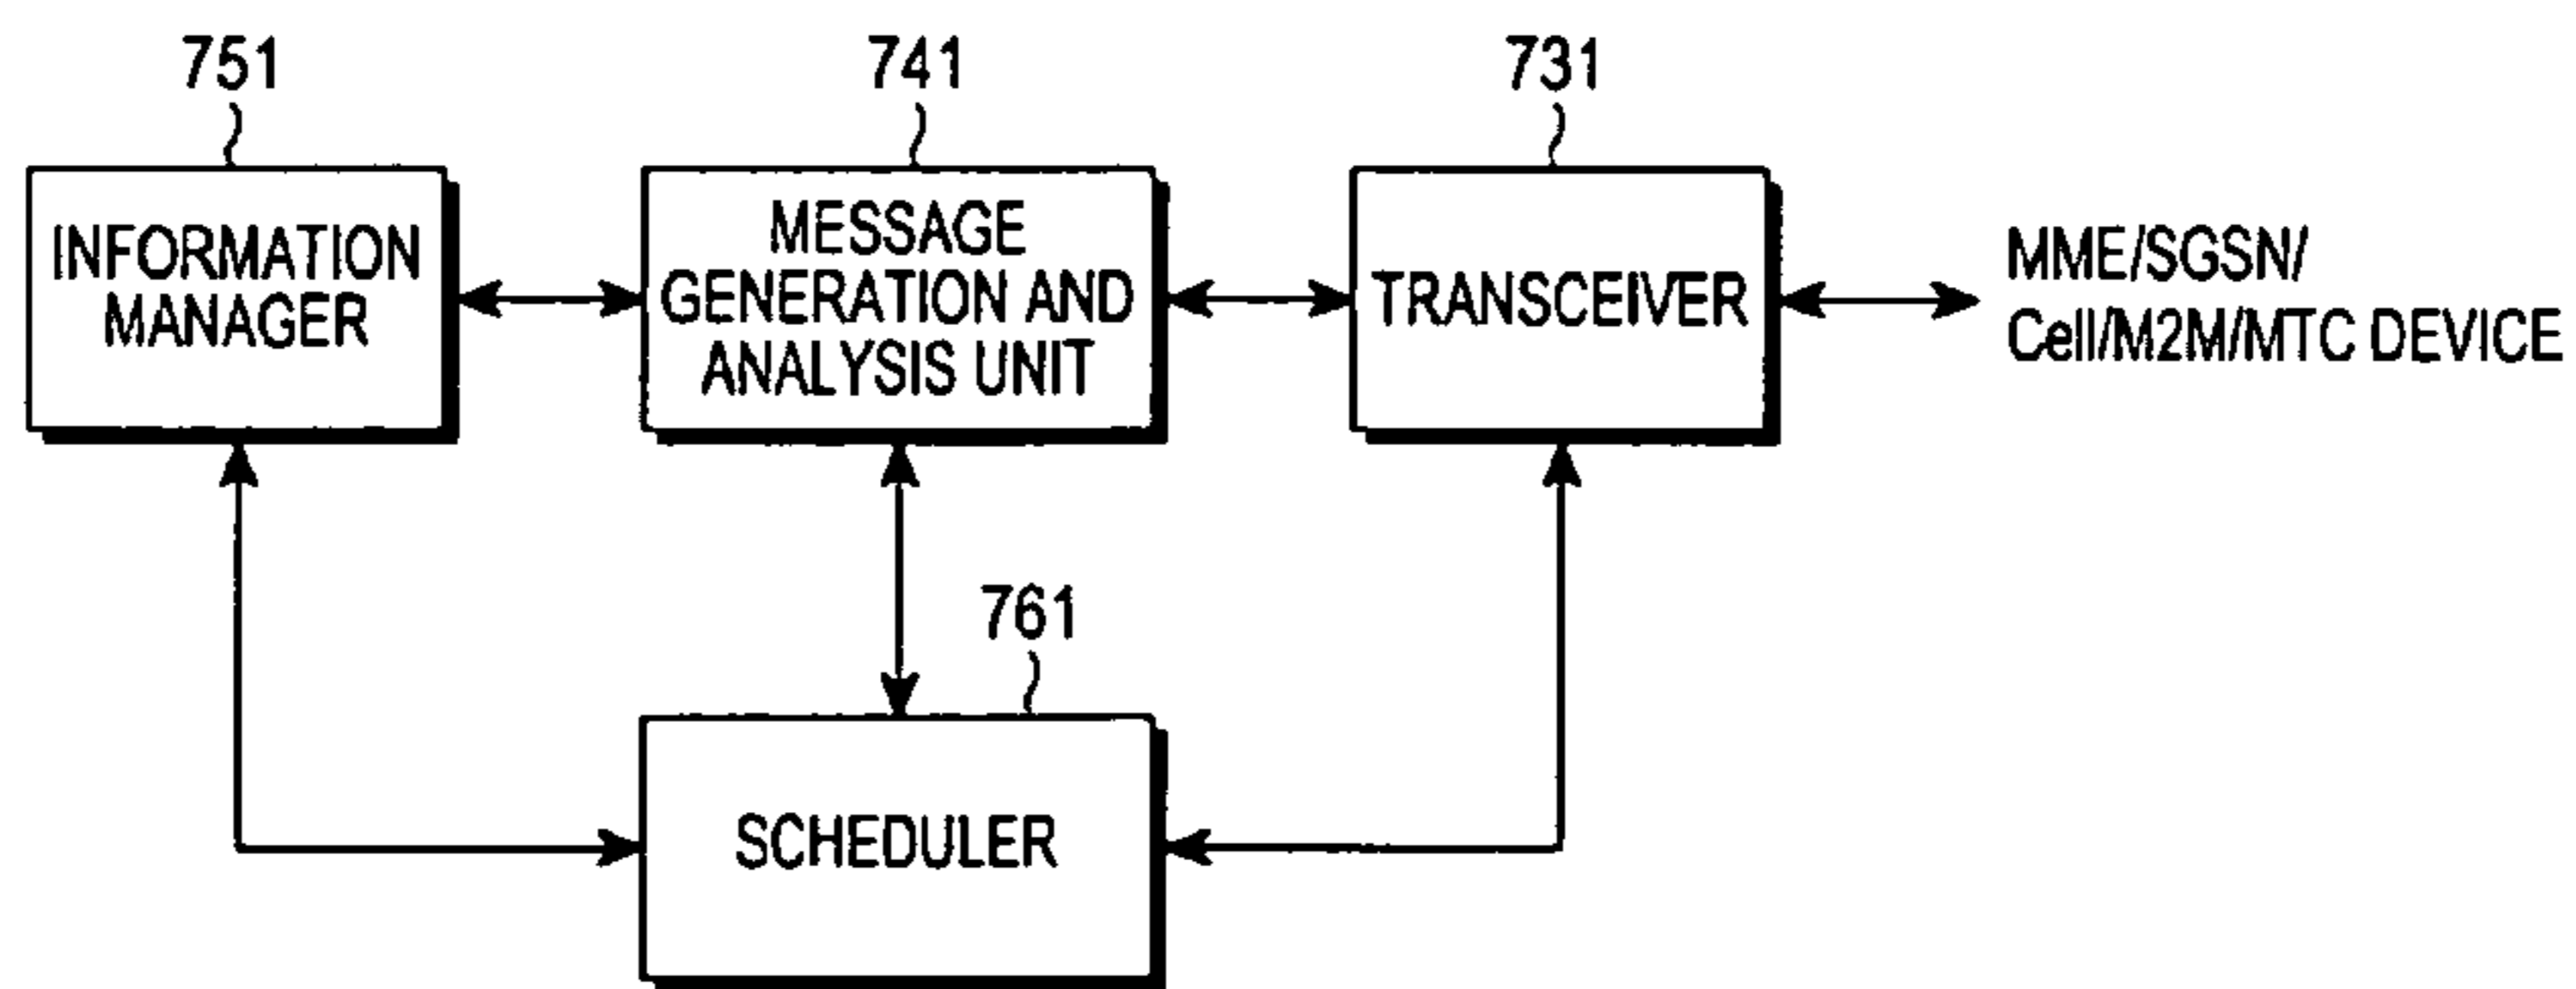 751
741
731
INFORMATION
MANAGER
MESSAGE
GENERATION AND
ANALYSIS UNIT
TRANSCEIVER
MME/SGSN/
Cell/M2M/MTC DEVICE
761
SCHEDULER